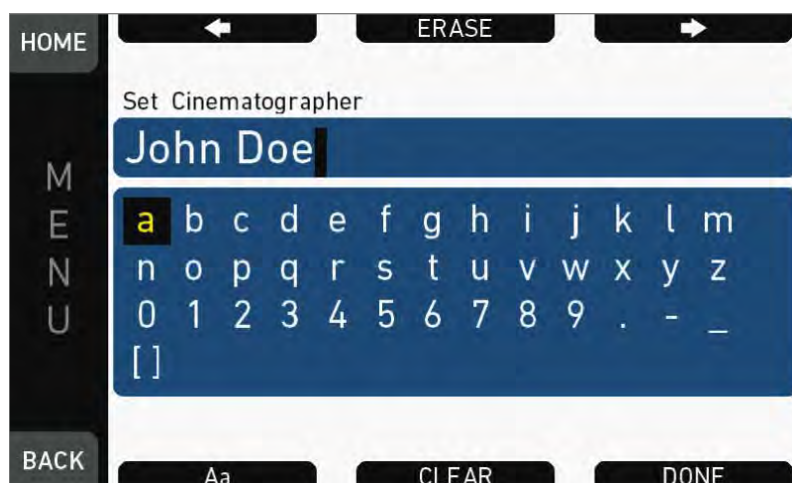 HOME
ERASE
Set Cinematographer
John Doe
MENU
a b c d e f g h i j k l m
n o p q r s t u v w x y z
0 1 2 3 4 5 6 7 8 9 . - _
[ ]
BACK
Aa CLEAR DONE